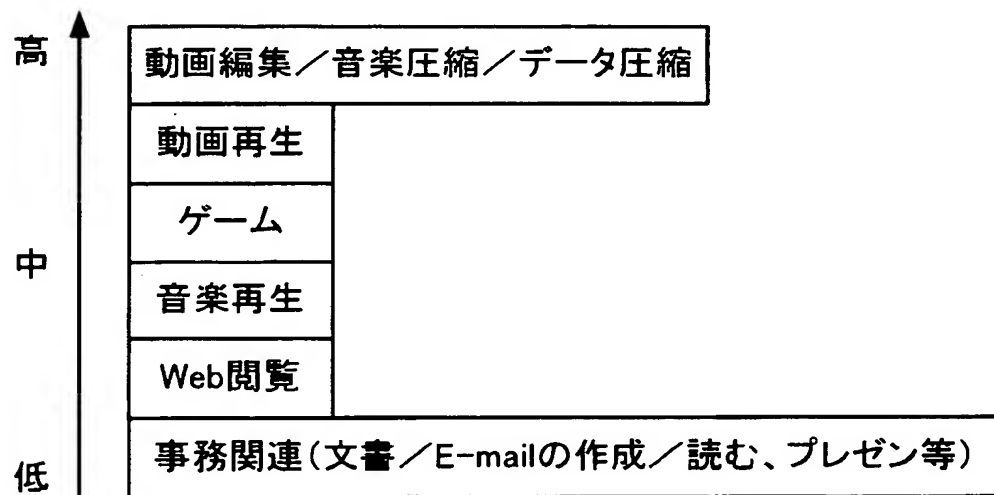 高
動画編集／音楽圧縮／データ圧縮
動画再生
ゲーム
中
音楽再生
Web閲覧
事務関連(文書／E-mailの作成／読む、プレゼン等)
低